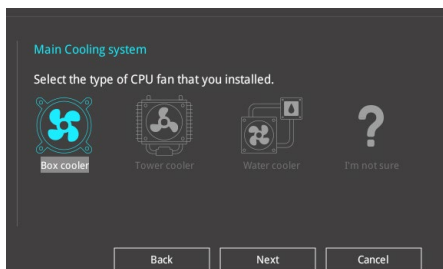 Main Cooling system
Select the type of CPU fan that you installed.
Box cooler Tower cooler Water cooler I'm not sure
Back Next Cancel